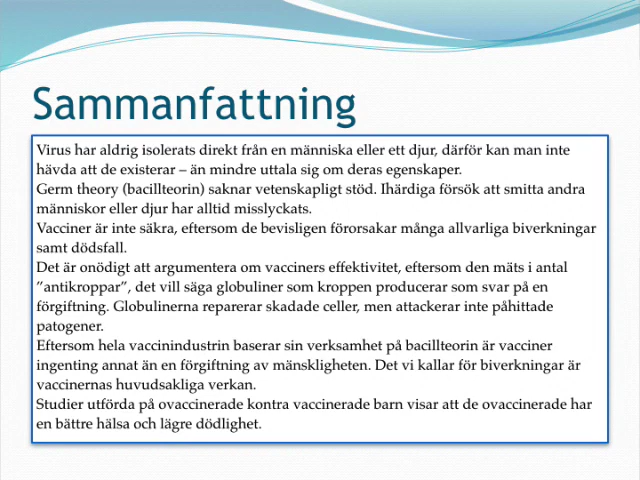 Sammanfattning
Virus har aldrig isolerats direkt från en människa eller ett djur, därför kan man inte
hävda att de existerar – än mindre uttala sig om deras egenskaper.
Germ theory (bacillteorin) saknar vetenskapligt stöd. Ihärdiga försök att smitta andra
människor eller djur har alltid misslyckats.
Vacciner är inte säkra, eftersom de bevisligen förorsakar många allvarliga biverkningar
samt dödsfall.
Det är onödigt att argumentera om vacciners effektivitet, eftersom den mäts i antal
”antikroppar”, det vill säga globuliner som kroppen producerar som svar på en
förgiftning. Globulinerna reparerar skadade celler, men attackerar inte påhittade
patogener.
Eftersom hela vaccinindustrin baserar sin verksamhet på bacillteorin är vacciner
ingenting annat än en förgiftning av mänskligheten. Det vi kallar för biverkningar är
vaccinernas huvudsakliga verkan.
Studier utförda på ovaccinerade kontra vaccinerade barn visar att de ovaccinerade har
en bättre hälsa och lägre dödlighet.